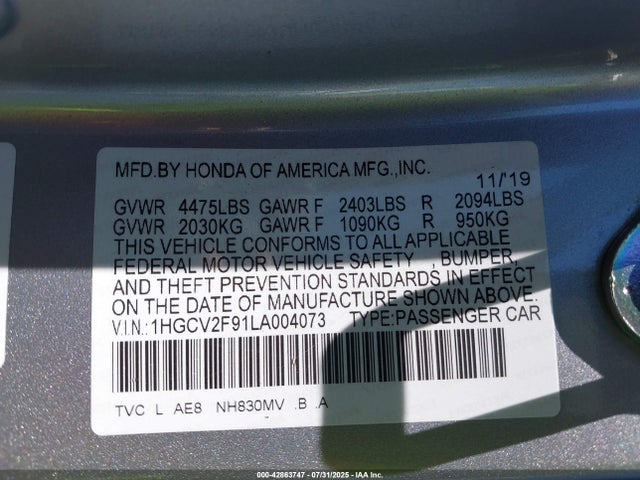 MFD.BY HONDA OF AMERICA MFG.,INC.
11/'19
GVWR 4475LBS GAWR F 2403LBS R 2094LBS
GVWR 2030KG GAWR F 1090KG R 950KG
THIS VEHICLE CONFORMS TO ALL APPLICABLE
FEDERAL MOTOR VEHICLE SAFETY , BUMPER,
AND THEFT PREVENTION STANDARDS IN EFFECT
ON THE DATE OF MANUFACTURE SHOWN ABOVE.
V.I.N.:1HGCV2F91LA004073 TYPE:PASSENGER CAR
TVC L AE8 NH830MV .B .A
000-42863747 - 07/31/2025 - IAA Inc.